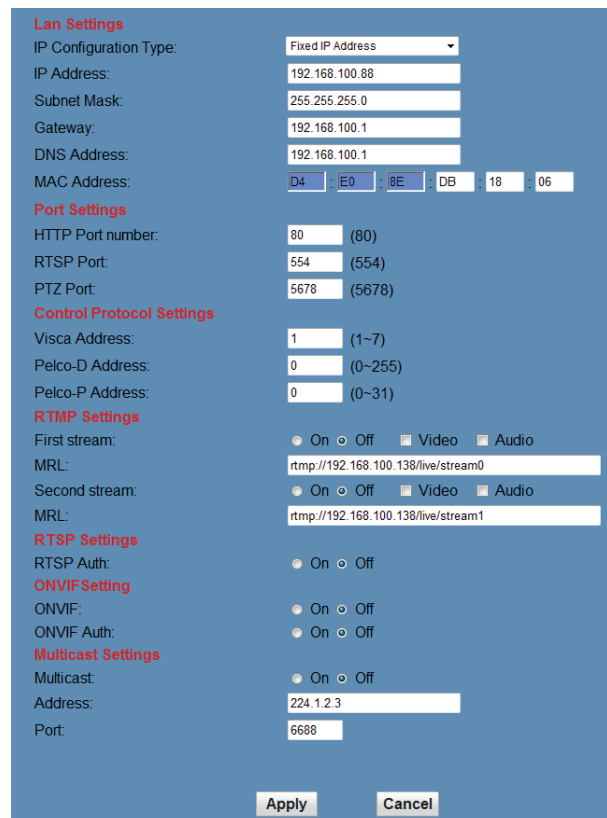 Lan Settings
IP Configuration Type: Fixed IP Address
IP Address: 192.168.100.88
Subnet Mask: 255.255.255.0
Gateway: 192.168.100.1
DNS Address: 192.168.100.1
MAC Address: D4 : E0 : 8E : DB : 18 : 06
Port Settings
HTTP Port number: 80 (80)
RTSP Port: 554 (554)
PTZ Port: 5678 (5678)
Control Protocol Settings
Visca Address: 1 (1~7)
Pelco-D Address: 0 (0~255)
Pelco-P Address: 0 (0~31)
RTMP Settings
First stream: On Off Video Audio
MRL: rtmp://192.168.100.138/live/stream0
Second stream: On Off Video Audio
MRL: rtmp://192.168.100.138/live/stream1
RTSP Settings
RTSP Auth: On Off
ONVIFSetting
ONVIF: On Off
ONVIF Auth: On Off
Multicast Settings
Multicast: On Off
Address: 224.1.2.3
Port: 6688
Apply Cancel